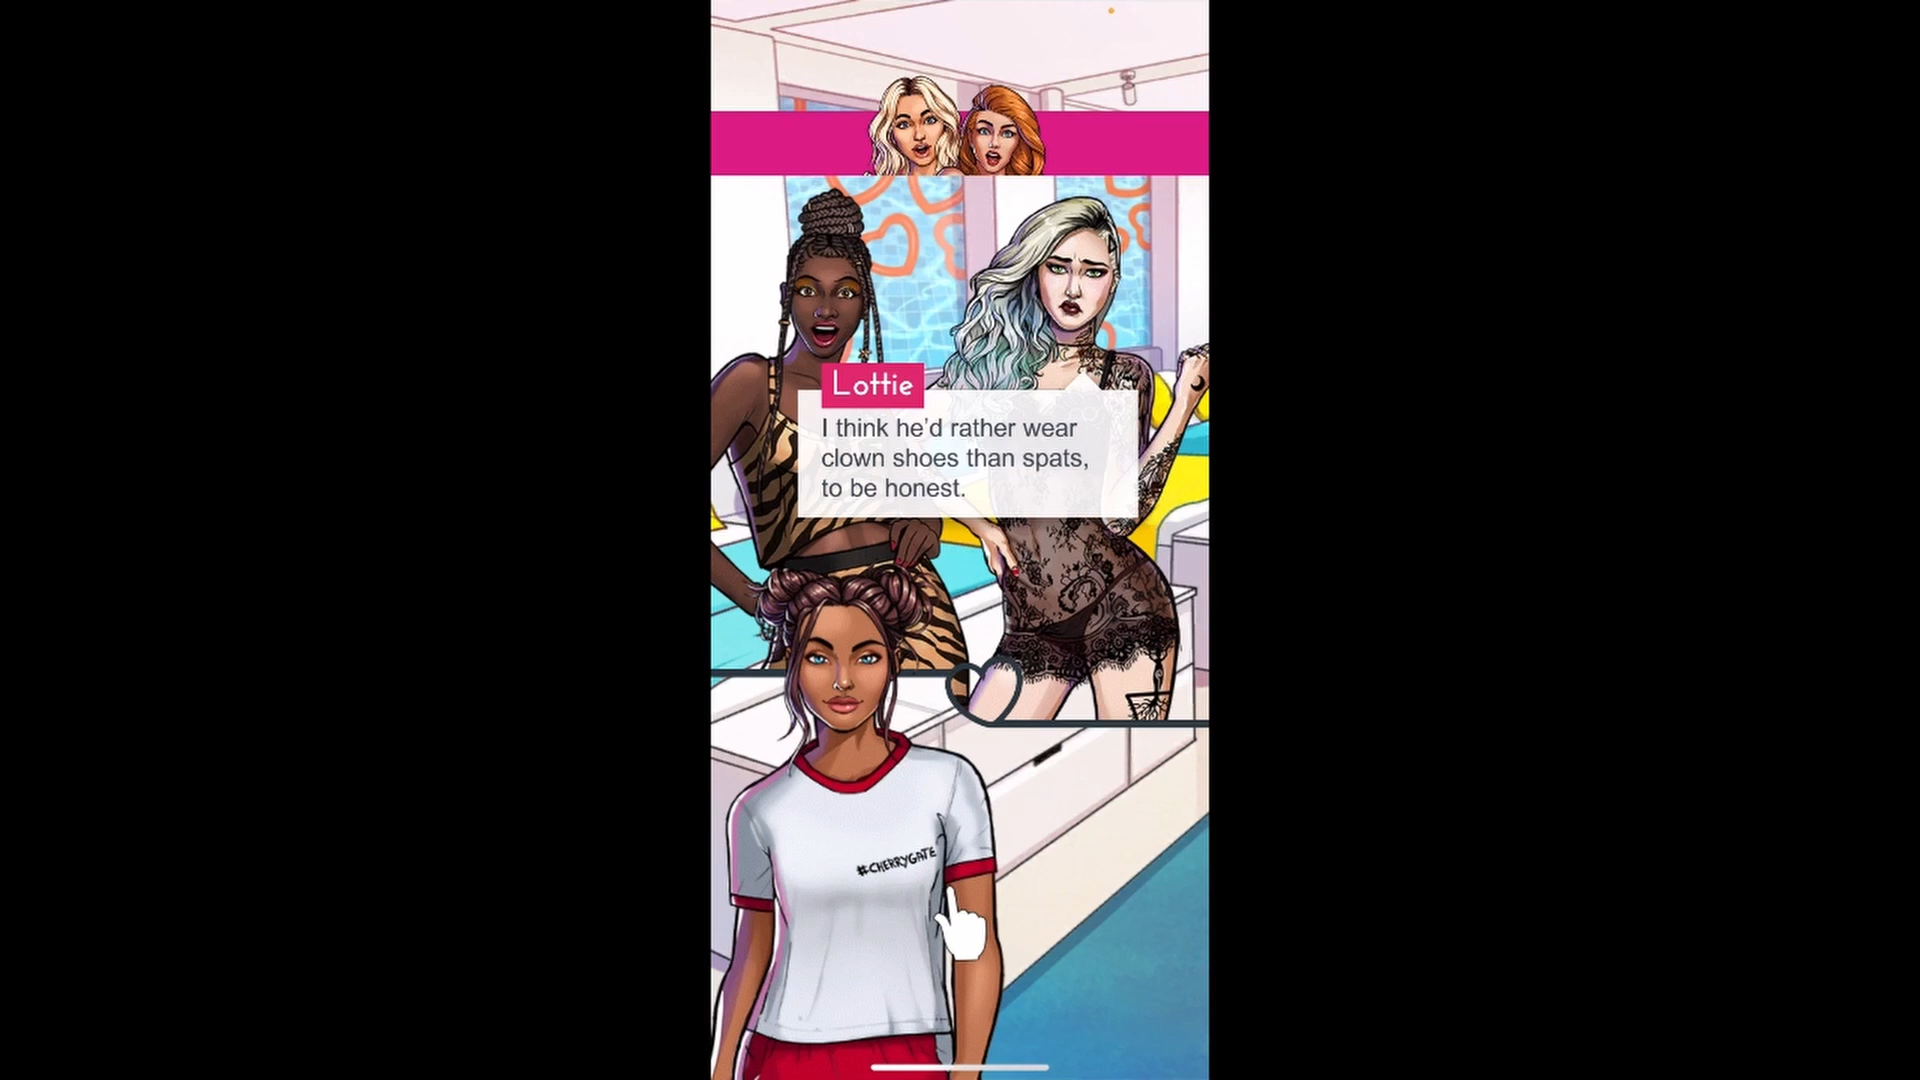 Lottie
I think he’d rather wear
clown shoes than spats,
to be honest.
#CHERRYGATE